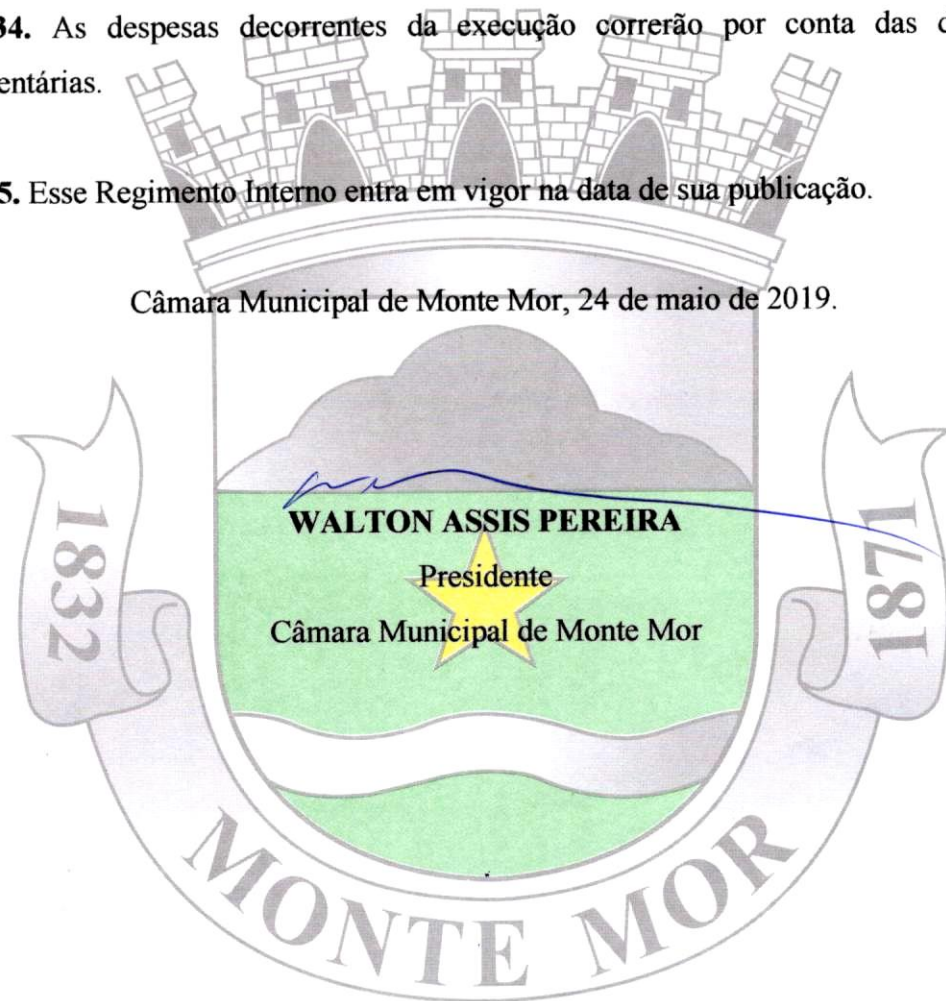 34. As despesas decorrentes da execução correrão por conta das
entárias.
5. Esse Regimento Interno entra em vigor na data de sua publicação.
Câmara Municipal de Monte Mor, 24 de maio de 2019.
WALTON ASSIS PEREIRA
Presidente
Câmara Municipal de Monte Mor
1832
1871
MONTE MOR